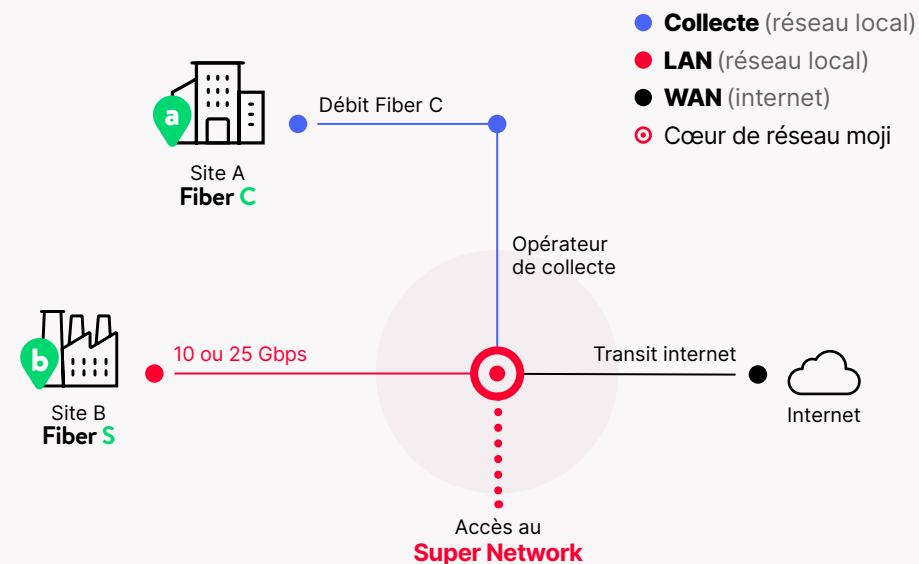 Collecte (réseau local)
LAN (réseau local)
WAN (internet)
Cœur de réseau moji
a
Débit Fiber C
Site A
Fiber C
Opérateur
de collecte
b
10 ou 25 Gbps
Transit internet
Site B
Fiber S
Internet
Accès au
Super Network